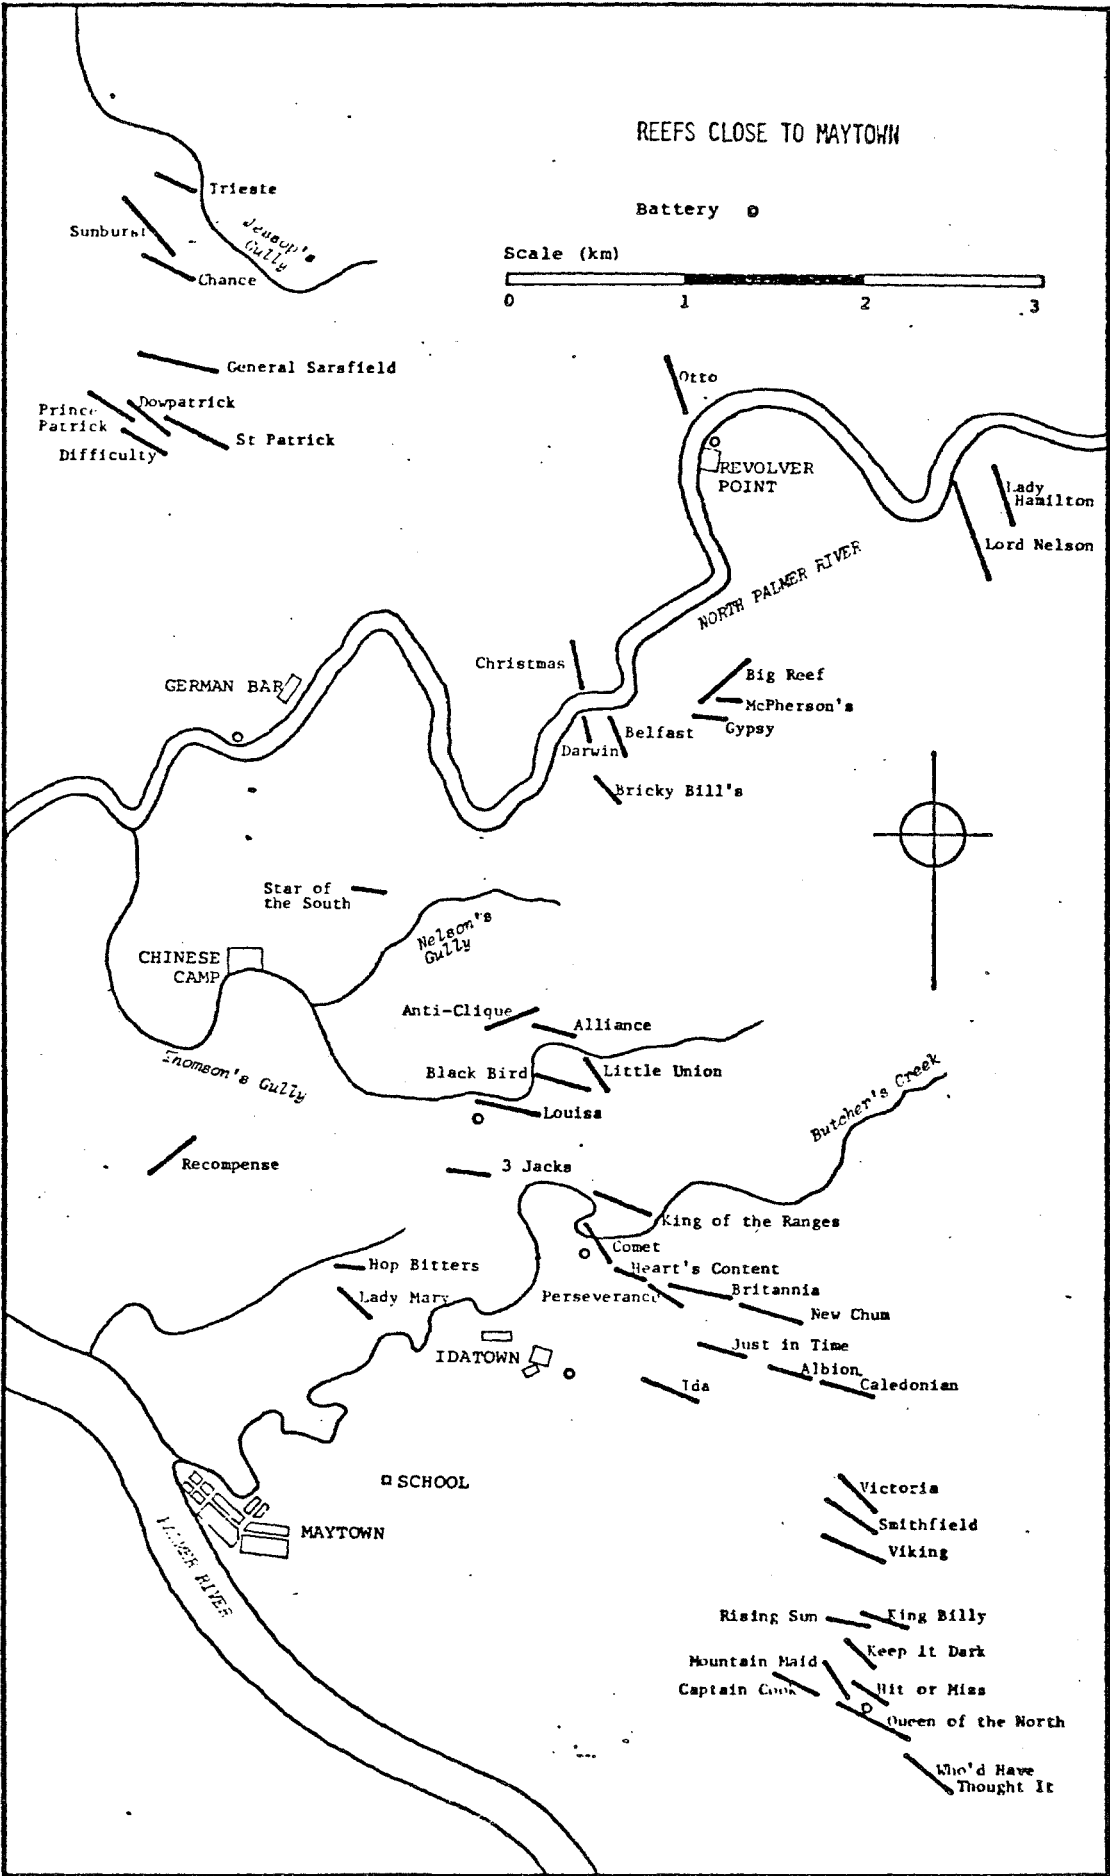 REEFS CLOSE TO MAYTOWN
Battery
Scale (km)
0 1 2 3
Trieste
Sunburst
Jessop's
Gully
Chance
General Sarsfield
Prince
Patrick
Dowpatrick
St Patrick
Difficulty
Otto
REVOLVER
POINT
Lady
Hamilton
Lord Nelson
NORTH PALMER RIVER
Christmas
GERMAN BAR
Big Reef
McPherson's
Gypsy
Belfast
Darwin
Bricky Bill's
Star of
the South
Nelson's
Gully
CHINESE
CAMP
Anti-Clique
Alliance
Thomson's Gully
Black Bird
Little Union
Louisa
Butcher's Creek
Recompense
3 Jacks
King of the Ranges
Comet
Hop Bitters
Heart's Content
Lady Mary
Perseverance
Britannia
New Chum
Just in Time
IDATOWN
Albion
Ida
Caledonian
SCHOOL
Victoria
Smithfield
Viking
MAYTOWN
PALMER RIVER
Rising Sun
King Billy
Keep it Dark
Mountain Maid
Captain Cook
Hit or Miss
Queen of the North
Who'd Have
Thought It